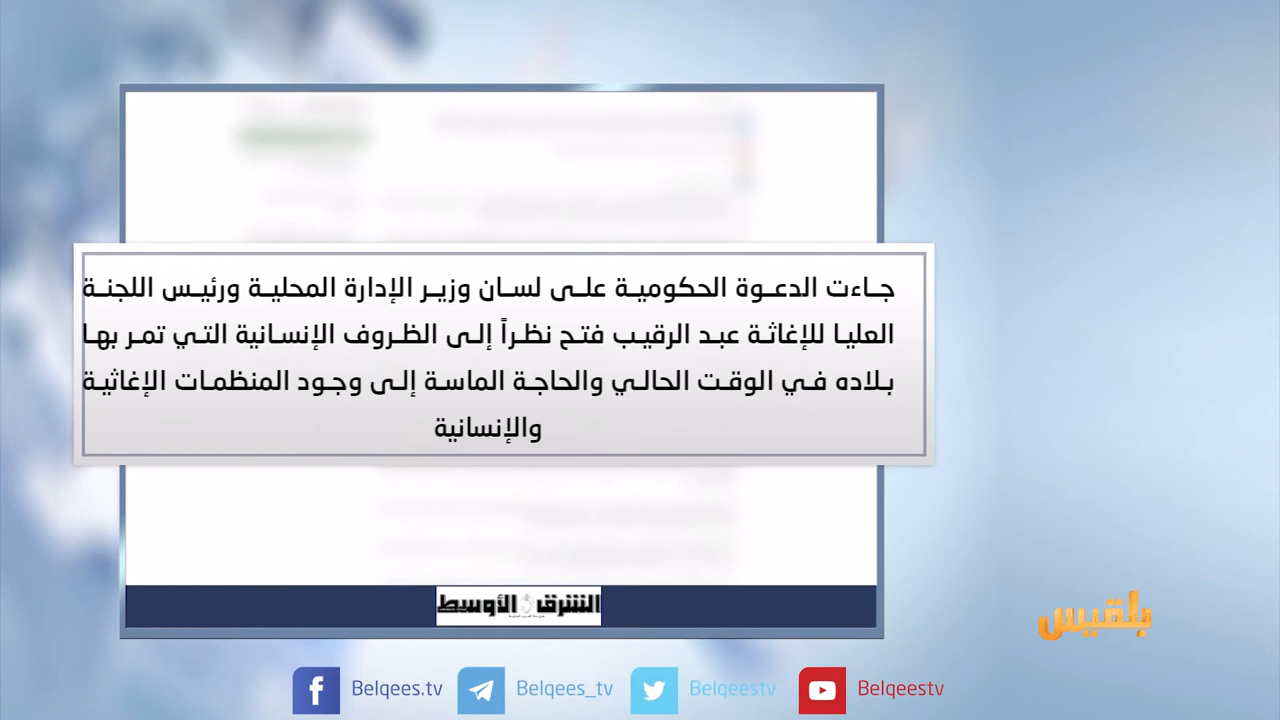 جاءت الدعوة الحكومية على لسان وزير الإدارة المحلية ورئيس اللجنة
العليا للإغاثة عبد الرقيب فتح نظراً إلى الظروف الإنسانية التي تمر بها
بلاده في الوقت الحالي والحاجة الماسة إلى وجود المنظمات الإغاثية
والإنسانية
الشرق الأوسط
بلقيس
Belqees.tv
Belqees_tv
Belqeestv
Belqeestv